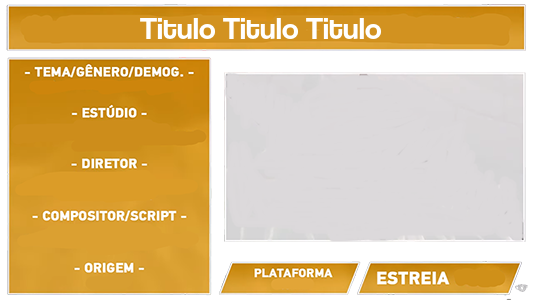 Titulo Titulo Titulo
- TEMA/GÊNERO/DEMOG. -
- ESTÚDIO -
- DIRETOR -
- COMPOSITOR/SCRIPT -
- ORIGEM -
PLATAFORMA
ESTREIA